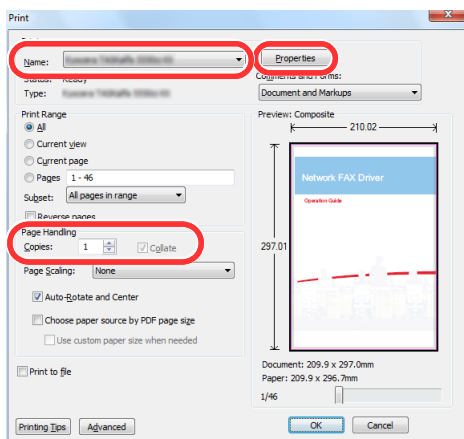 Print
Name:
Properties
Status: Ready
Comments and Forms:
Type:
Document and Markups
Print Range
All
Current view
Current page
Pages 1 - 46
Subset: All pages in range
Reverse pages
Page Handling
Copies: 1 Collate
Page Scaling: None
Auto-Rotate and Center
Choose paper source by PDF page size
Use custom paper size when needed
Print to file
Preview: Composite
210.02
297.01
Network FAX Driver
Operation Guide
Document: 209.9 x 297.0mm
Paper: 209.9 x 296.7mm
1/46
Printing Tips
Advanced
OK
Cancel